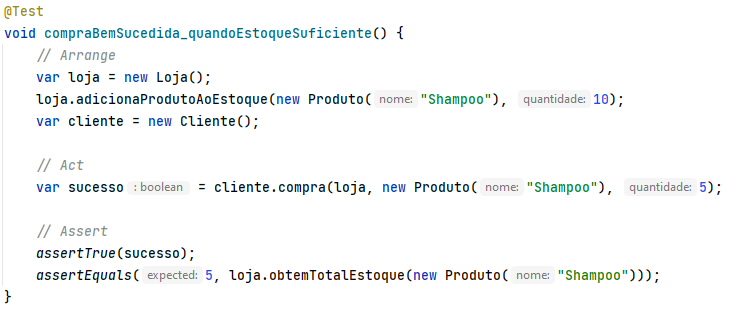 @Test
void compraBemSucedida_quandoEstoqueSuficiente() {
    // Arrange
    var loja = new Loja();
    loja.adicionaProdutoAoEstoque(new Produto( nome: "Shampoo"), quantidade: 10);
    var cliente = new Cliente();

    // Act
    var sucesso : boolean = cliente.compra(loja, new Produto( nome: "Shampoo"), quantidade: 5);

    // Assert
    assertTrue(sucesso);
    assertEquals( expected: 5, loja.obtemTotalEstoque(new Produto( nome: "Shampoo")));
}